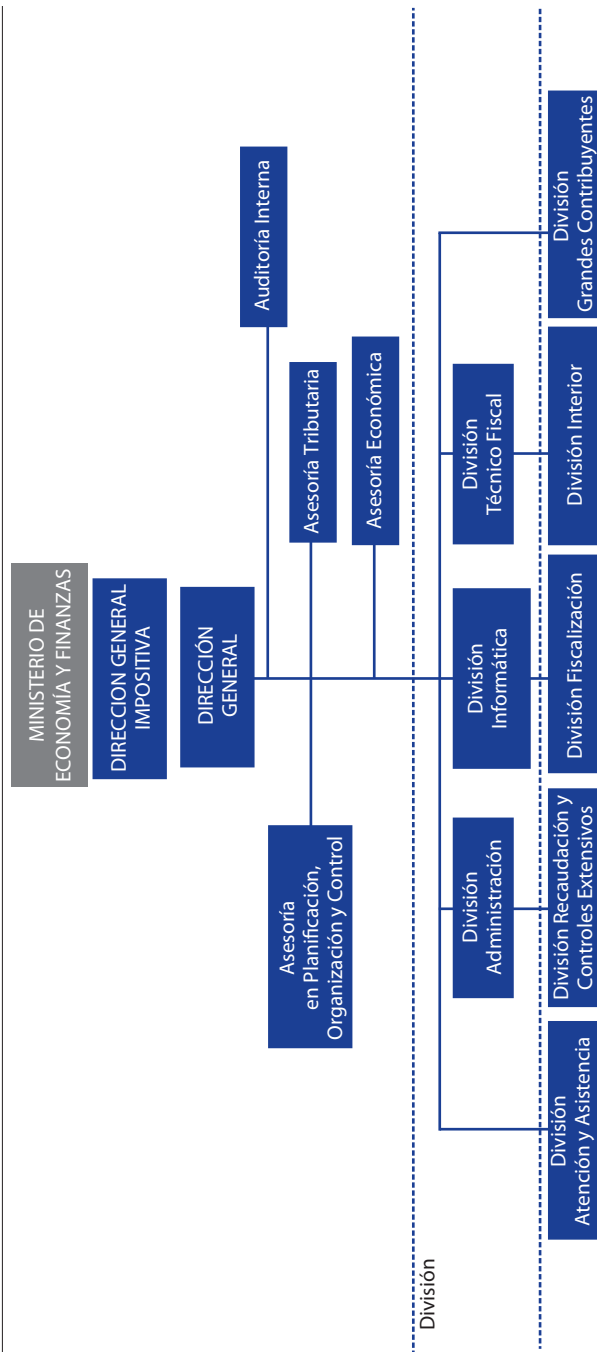 MINISTERIO DE
ECONOMÍA Y FINANZAS
DIRECCION GENERAL
IMPOSITIVA
DIRECCIÓN
GENERAL
Auditoría Interna
Asesoría
en Planificación,
Organización y Control
Asesoría Tributaria
Asesoría Económica
División
División
Administración
División
Informática
División
Técnico Fiscal
División
Atención y Asistencia
División Recaudación y
Controles Extensivos
División Fiscalización
División Interior
División
Grandes Contribuyentes